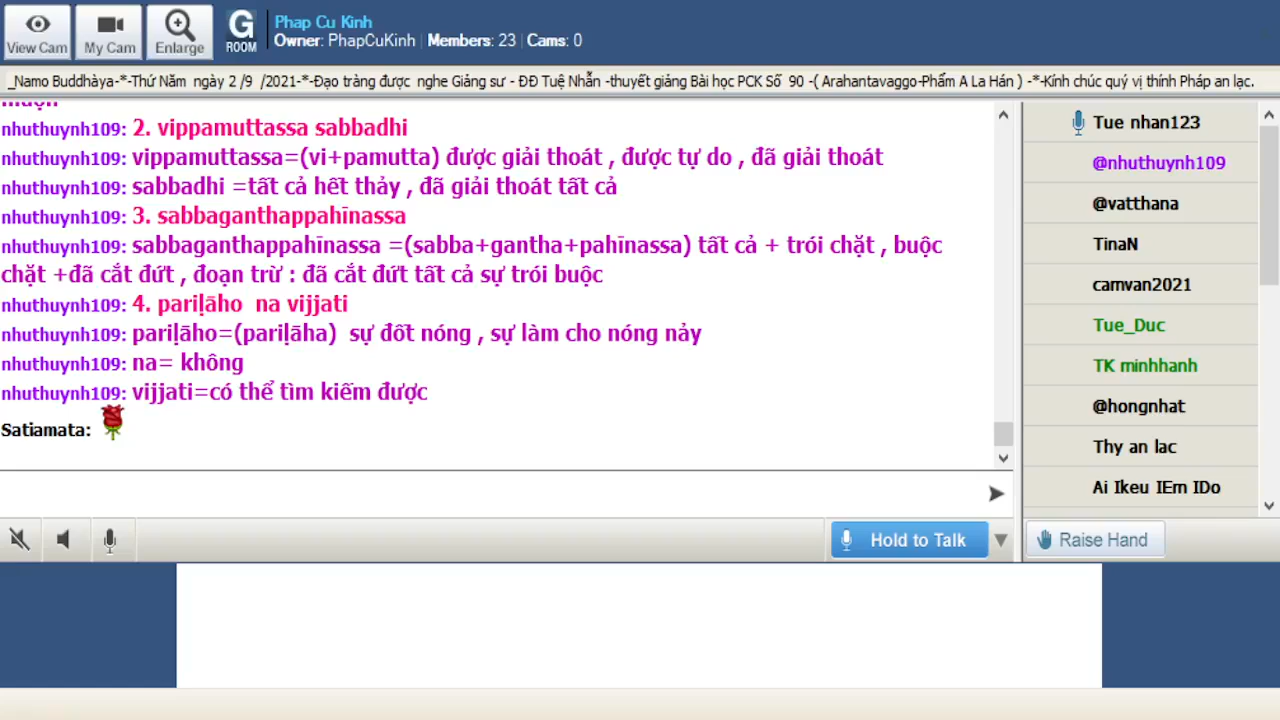 View Cam
My Cam
Enlarge
G
ROOM
Phap Cu Kinh
Owner: PhapCuKinh | Members: 23 | Cams: 0
_Namo Buddhàya-*-Thứ Năm ngày 2 /9 /2021-*-Đạo tràng được nghe Giảng sư - ĐĐ Tuệ Nhẫn -thuyết giảng Bài học PCK Số 90 -( Arahantavaggo-Phẩm A La Hán ) -*-Kính chúc quý vị thính Pháp an lạc.
nhuthuynh109: 2. vippamuttassa sabbadhi
nhuthuynh109: vippamuttassa=(vi+pamutta) được giải thoát , được tự do , đã giải thoát
nhuthuynh109: sabbadhi =tất cả hết thảy , đã giải thoát tất cả
nhuthuynh109: 3. sabbaganthappahīnassa
nhuthuynh109: sabbaganthappahīnassa =(sabba+gantha+pahīnassa) tất cả + trói chặt , buộc
chặt +đã cắt đứt , đoạn trừ : đã cắt đứt tất cả sự trói buộc
nhuthuynh109: 4. pariḷāho na vijjati
nhuthuynh109: pariḷāho=(pariḷāha) sự đốt nóng , sự làm cho nóng nảy
nhuthuynh109: na= không
nhuthuynh109: vijjati=có thể tìm kiếm được
Satiamata:
Tue nhan123
@nhuthuynh109
@vatthana
TinaN
camvan2021
Tue_Duc
TK minhhanh
@hongnhat
Thy an lac
Ai Ikeu IEm IDo
Hold to Talk
Raise Hand